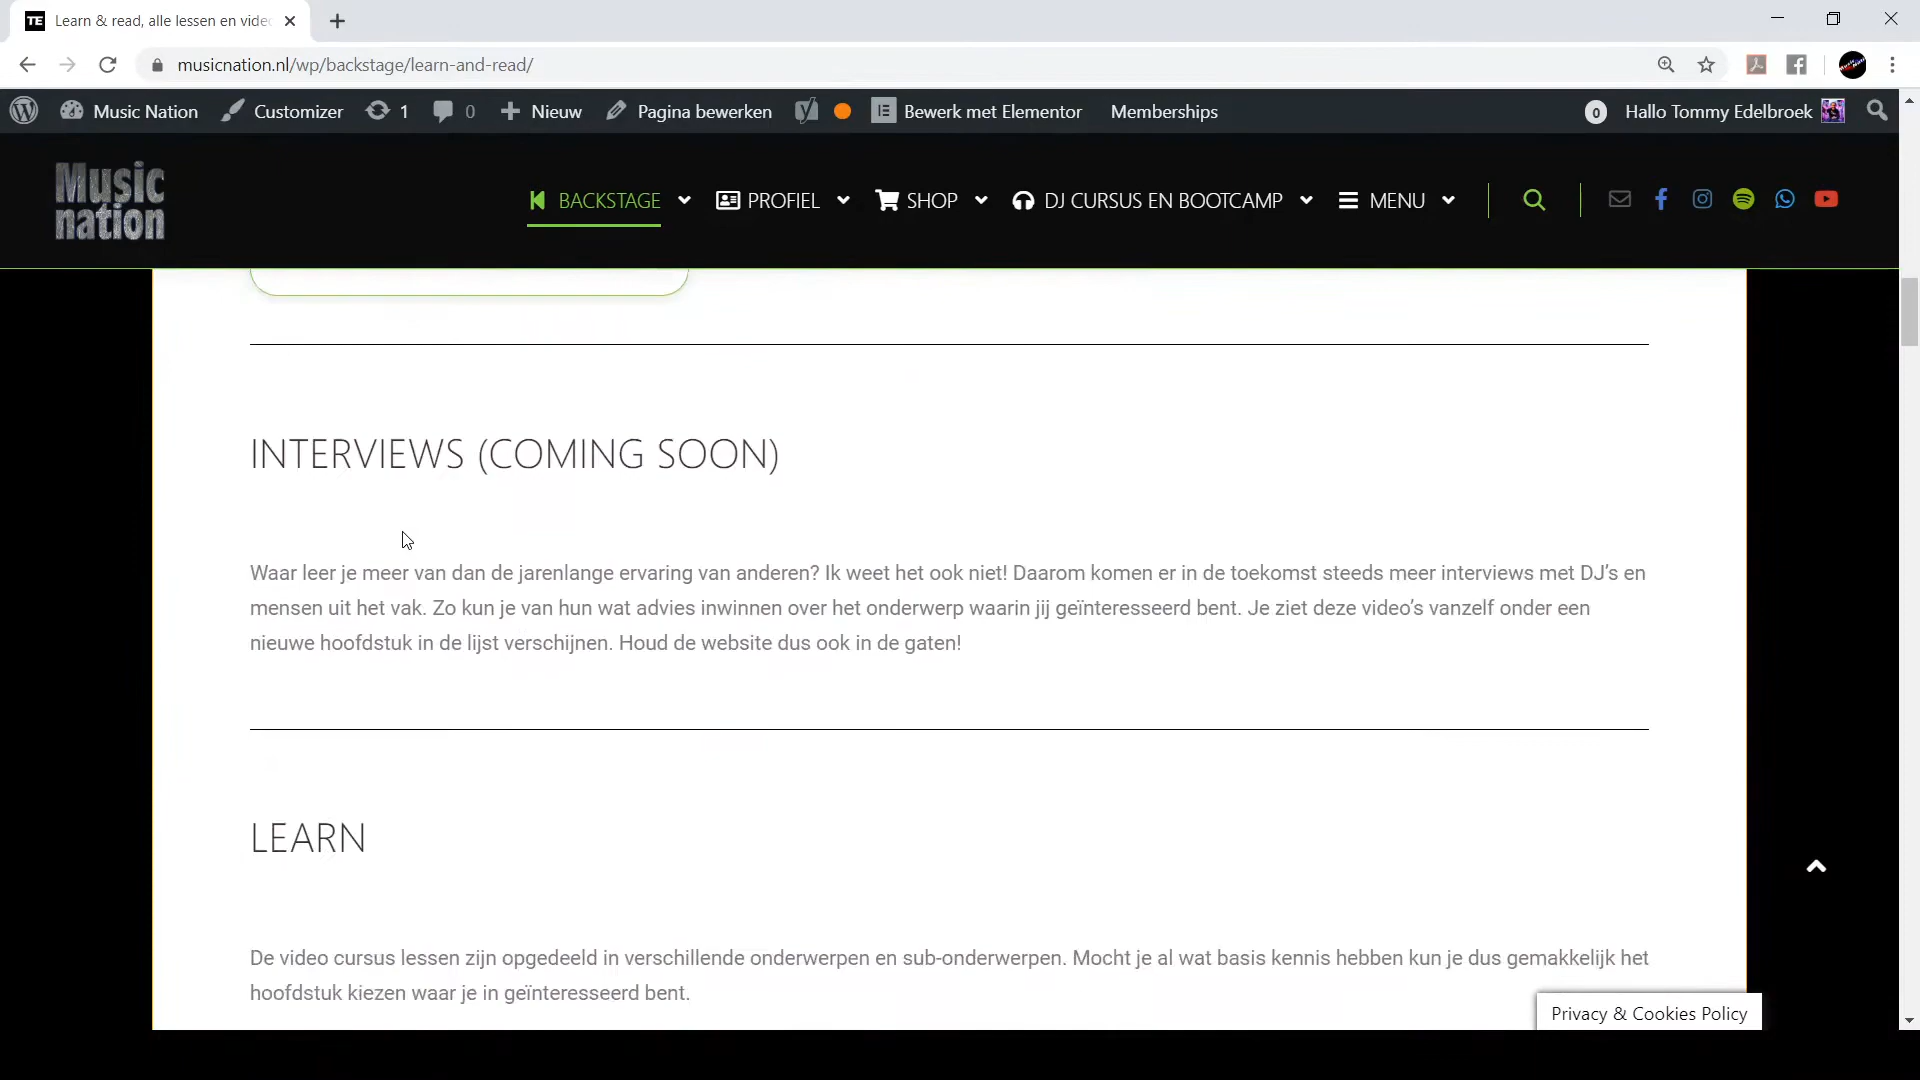 TE Learn & read, alle lessen en vide
musicnation.nl/wp/backstage/learn-and-read/
Music Nation Customizer 1 0 Nieuw Pagina bewerken Bewerk met Elementor Memberships 0 Hallo Tommy Edelbroek
Music
nation
BACKSTAGE PROFIEL SHOP DJ CURSUS EN BOOTCAMP MENU
INTERVIEWS (COMING SOON)
Waar leer je meer van dan de jarenlange ervaring van anderen? Ik weet het ook niet! Daarom komen er in de toekomst steeds meer interviews met DJ’s en
mensen uit het vak. Zo kun je van hun wat advies inwinnen over het onderwerp waarin jij geïnteresseerd bent. Je ziet deze video’s vanzelf onder een
nieuwe hoofdstuk in de lijst verschijnen. Houd de website dus ook in de gaten!
LEARN
De video cursus lessen zijn opgedeeld in verschillende onderwerpen en sub-onderwerpen. Mocht je al wat basis kennis hebben kun je dus gemakkelijk het
hoofdstuk kiezen waar je in geïnteresseerd bent.
Privacy & Cookies Policy